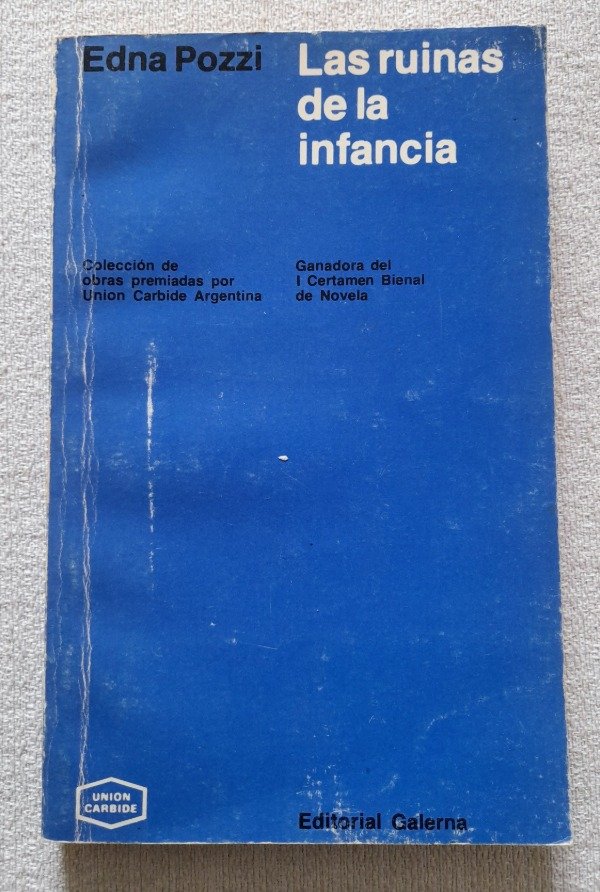 Edna Pozzi
Las ruinas
de la
infancia
Colección de
obras premiadas por
Union Carbide Argentina
Ganadora del
I Certamen Bienal
de Novela
UNION
CARBIDE
Editorial Galerna